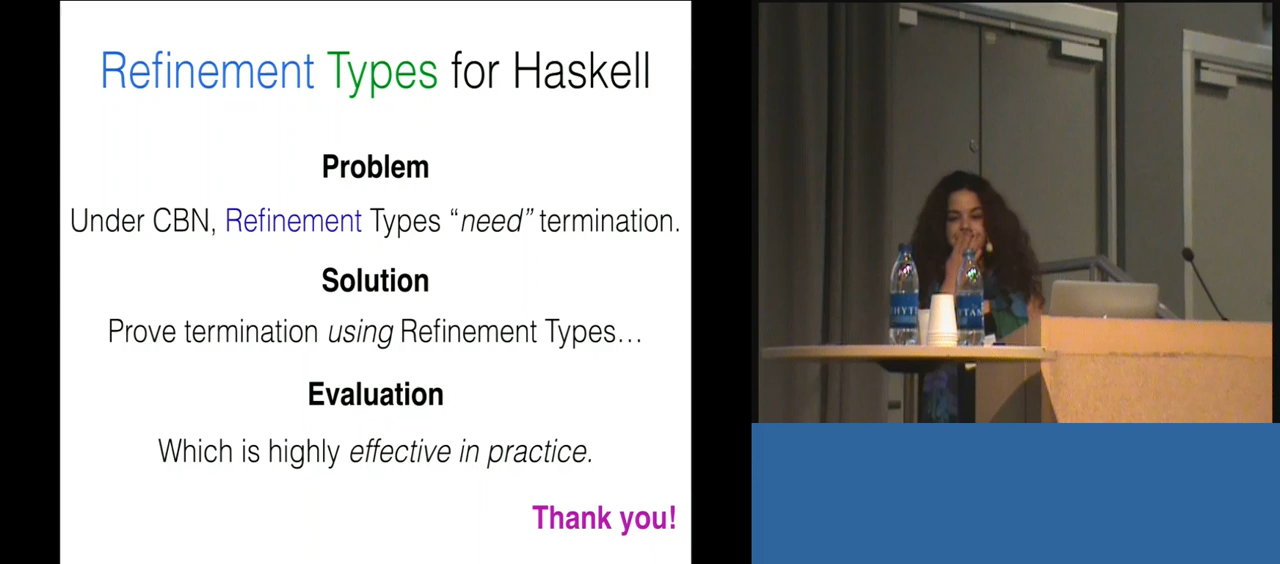 Refinement Types for Haskell
Problem
Under CBN, Refinement Types “need” termination.
Solution
Prove termination using Refinement Types…
Evaluation
Which is highly effective in practice.
Thank you!